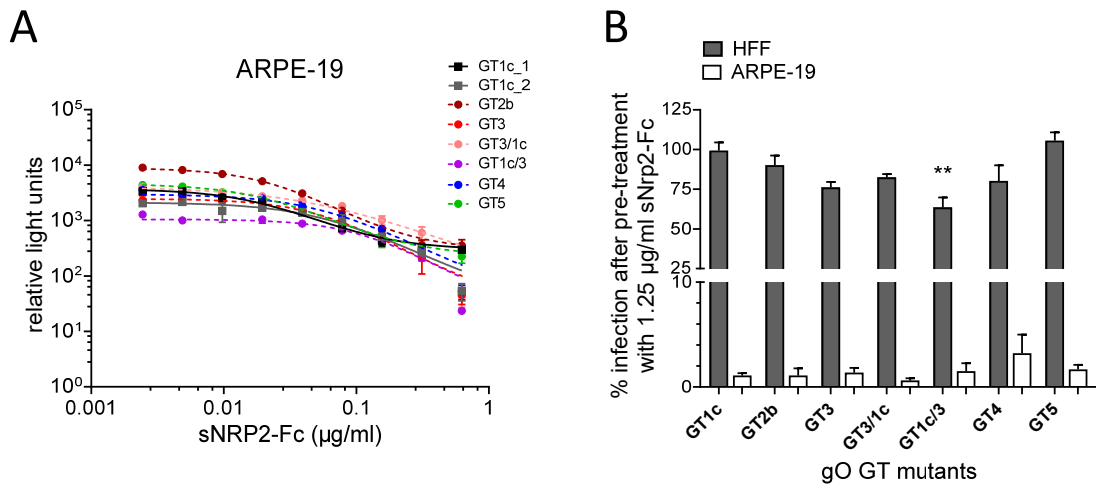 A
ARPE-19
relative light units
10⁵
10⁴
10³
10²
10¹
10⁰
0.001
0.01
0.1
1
sNRP2-Fc (µg/ml)
GT1c_1
GT1c_2
GT2b
GT3
GT3/1c
GT1c/3
GT4
GT5
B
HFF
ARPE-19
% infection after pre-treatment
with 1.25 µg/ml sNrp2-Fc
125
100
75
50
25
10
0
**
GT1c
GT2b
GT3
GT3/1c
GT1c/3
GT4
GT5
gO GT mutants